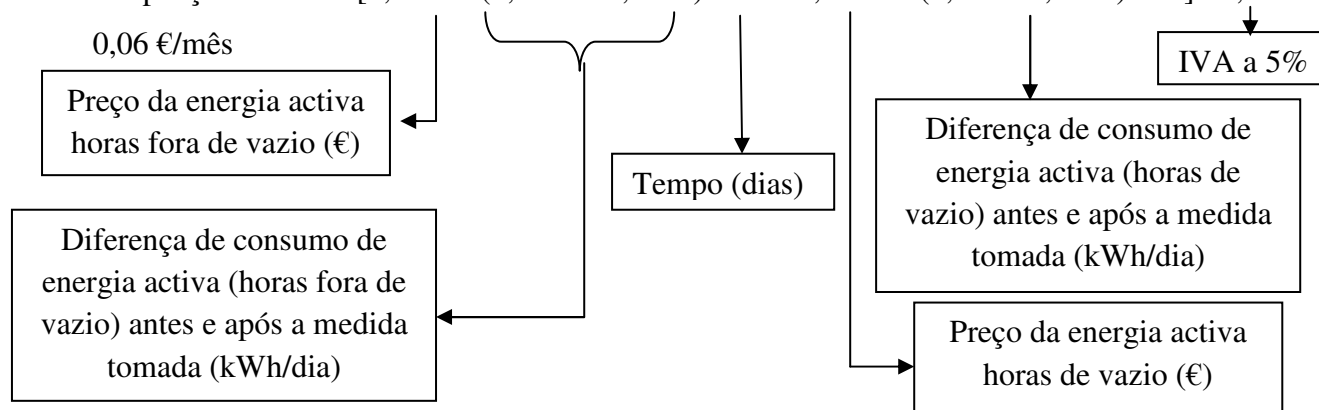 0,06 €/mês
IVA a 5%
Preço da energia activa
horas fora de vazio (€)
Diferença de consumo de
energia activa (horas de
vazio) antes e após a medida
tomada (kWh/dia)
Tempo (dias)
Diferença de consumo de
energia activa (horas fora de
vazio) antes e após a medida
tomada (kWh/dia)
Preço da energia activa
horas de vazio (€)